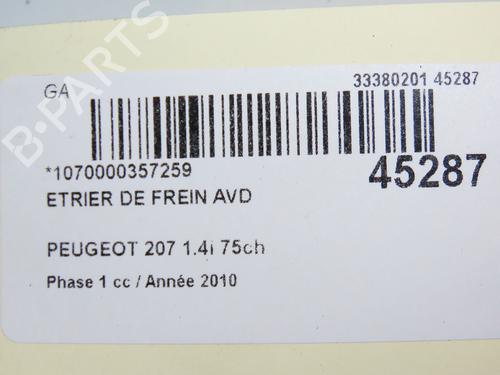 B-PARTS
GA
33380201 45287
*1070000357259
45287
ETRIER DE FREIN AVD
PEUGEOT 207 1.4i 75ch
Phase 1 cc / Année 2010